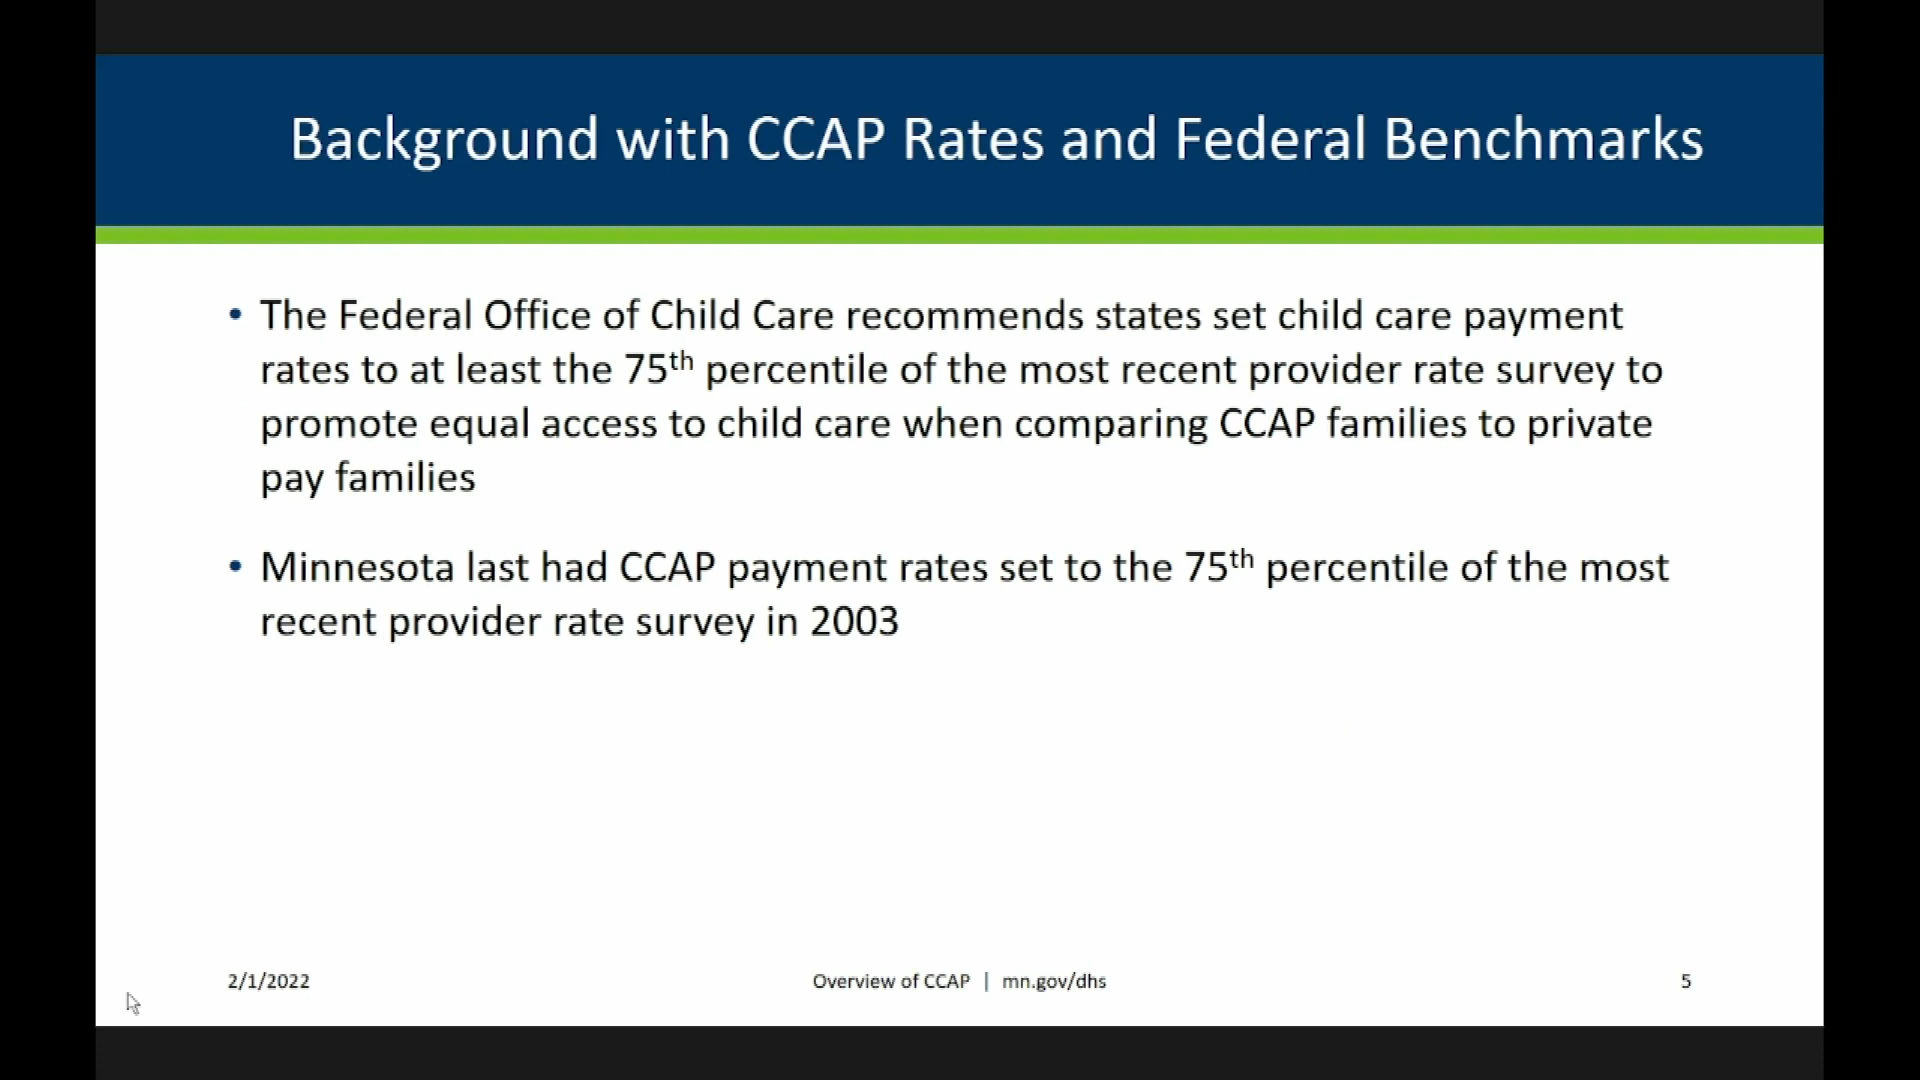 Background with CCAP Rates and Federal Benchmarks
• The Federal Office of Child Care recommends states set child care payment
rates to at least the 75th percentile of the most recent provider rate survey to
promote equal access to child care when comparing CCAP families to private
pay families
• Minnesota last had CCAP payment rates set to the 75th percentile of the most
recent provider rate survey in 2003
2/1/2022
Overview of CCAP | mn.gov/dhs
5